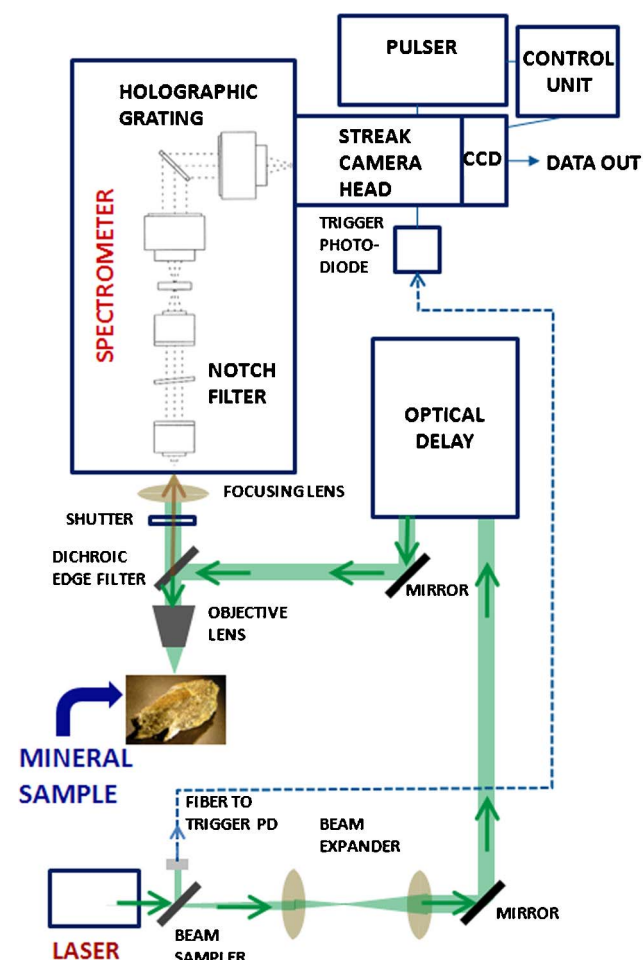 PULSER
CONTROL
UNIT
HOLOGRAPHIC
GRATING
STREAK
CAMERA
HEAD
CCD
DATA OUT
SPECTROMETER
TRIGGER
PHOTO-
DIODE
NOTCH
FILTER
OPTICAL
DELAY
FOCUSING LENS
SHUTTER
DICHROIC
EDGE FILTER
MIRROR
OBJECTIVE
LENS
MINERAL
SAMPLE
FIBER TO
TRIGGER PD
BEAM
EXPANDER
MIRROR
LASER
BEAM
SAMPLER